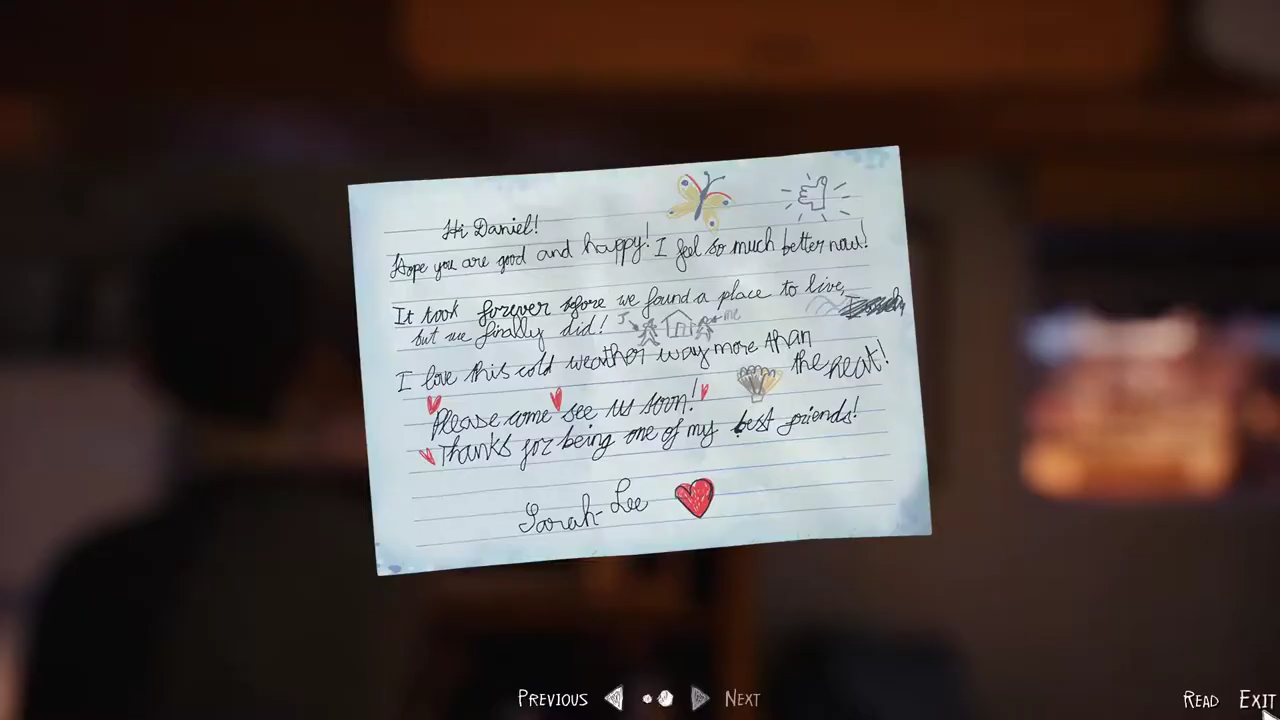 Hi Daniel!
Hope you are good and happy! I feel so much better now!
It took forever before we found a place to live,
but we finally did! J me
I love this cold weather way more than
the heat!
Please come see us soon!
Thanks for being one of my best friends!
Sarah-Lee
PREVIOUS NEXT READ EXIT